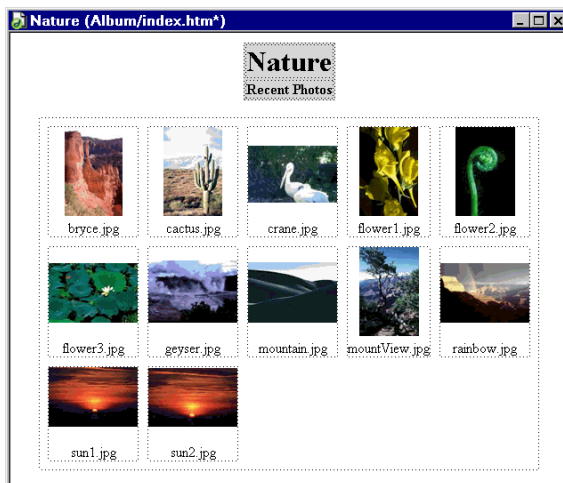 Nature (Album/index.htm*)
Nature
Recent Photos
bryce.jpg
cactus.jpg
crane.jpg
flower1.jpg
flower2.jpg
flower3.jpg
geyser.jpg
mountain.jpg
mountView.jpg
rainbow.jpg
sun1.jpg
sun2.jpg